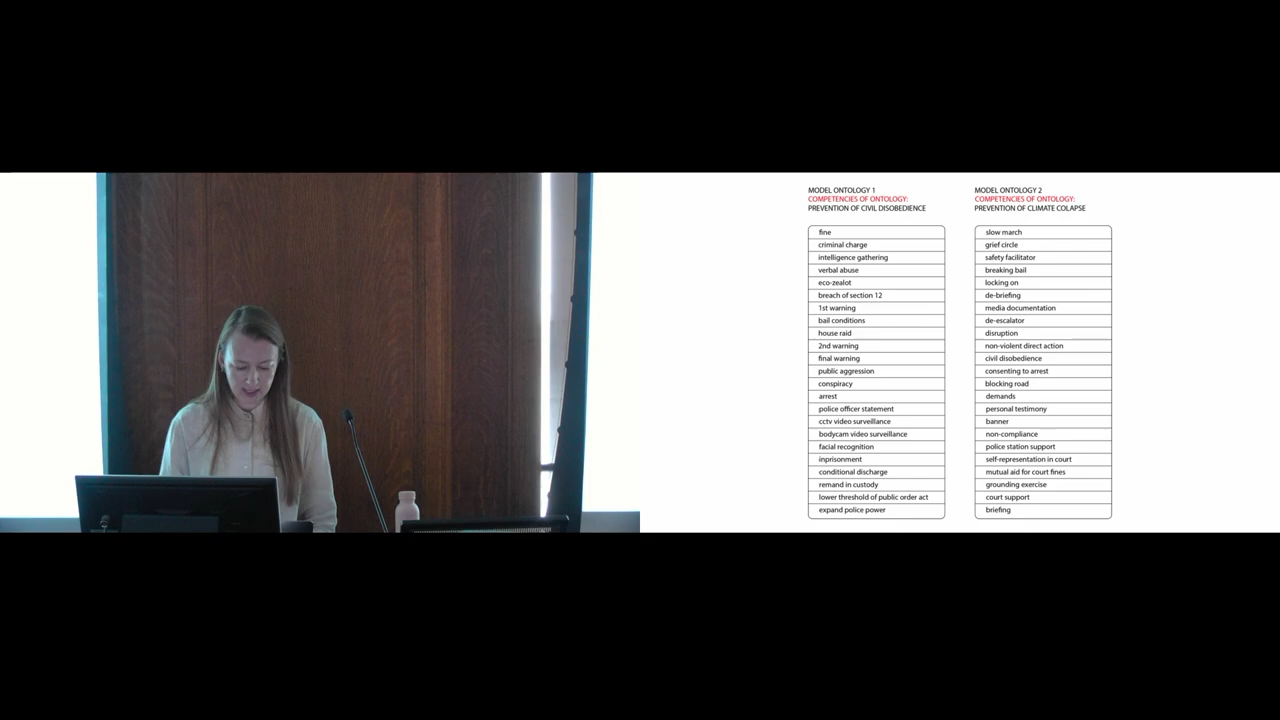 MODEL ONTOLOGY 1
COMPETENCIES OF ONTOLOGY:
PREVENTION OF CIVIL DISOBEDIENCE
fine
criminal charge
intelligence gathering
verbal abuse
eco-zealot
breach of section 12
1st warning
bail conditions
house raid
2nd warning
final warning
public aggression
conspiracy
arrest
police officer statement
cctv video surveillance
bodycam video surveillance
facial recognition
inprisonment
conditional discharge
remand in custody
lower threshold of public order act
expand police power
MODEL ONTOLOGY 2
COMPETENCIES OF ONTOLOGY:
PREVENTION OF CLIMATE COLAPSE
slow march
grief circle
safety facilitator
breaking bail
locking on
de-briefing
media documentation
de-escalator
disruption
non-violent direct action
civil disobedience
consenting to arrest
blocking road
demands
personal testimony
banner
non-compliance
police station support
self-representation in court
mutual aid for court fines
grounding exercise
court support
briefing